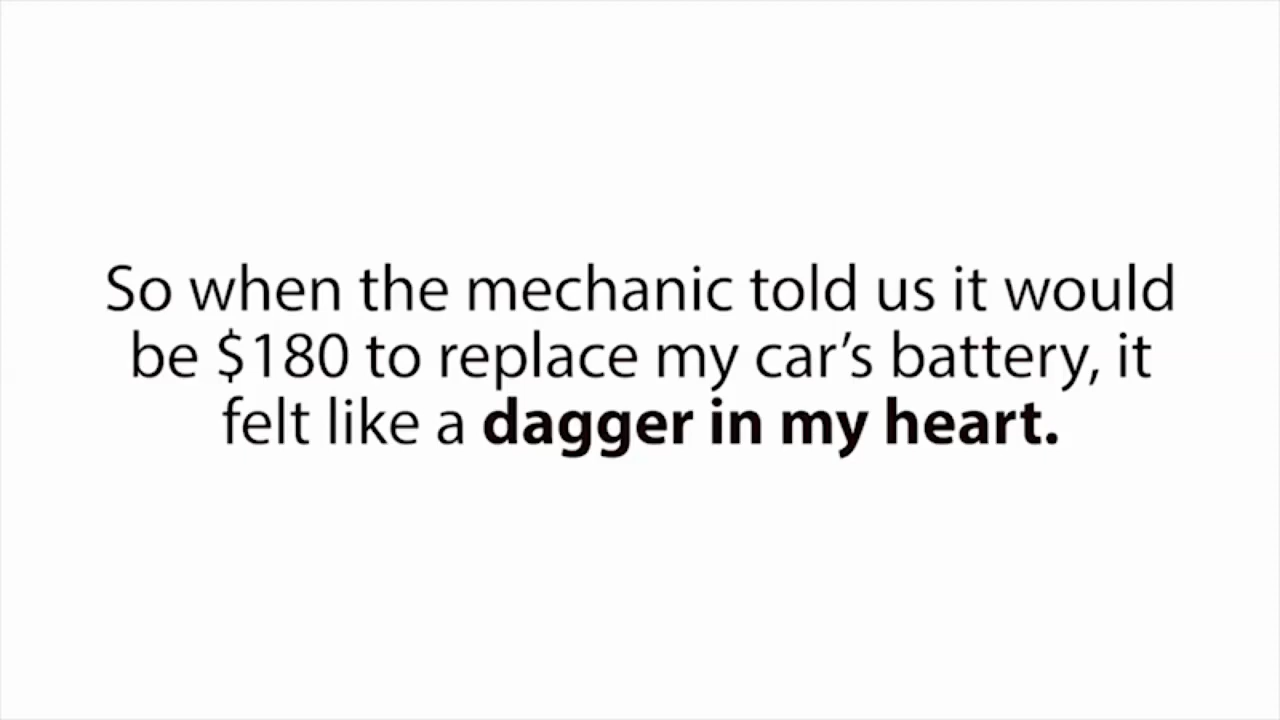 So when the mechanic told us it would
be $180 to replace my car’s battery, it
felt like a dagger in my heart.